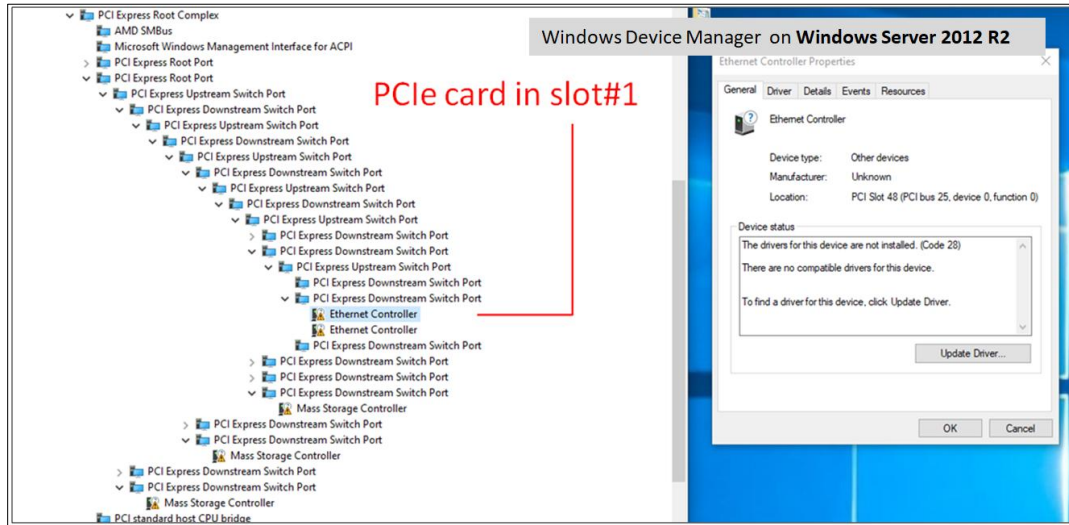 PCI Express Root Complex
AMD SMBus
Microsoft Windows Management Interface for ACPI
PCI Express Root Port
PCI Express Root Port
PCI Express Upstream Switch Port
PCI Express Downstream Switch Port
PCI Express Upstream Switch Port
PCI Express Downstream Switch Port
PCI Express Upstream Switch Port
PCI Express Downstream Switch Port
PCI Express Upstream Switch Port
PCI Express Downstream Switch Port
PCI Express Upstream Switch Port
PCI Express Downstream Switch Port
PCI Express Downstream Switch Port
PCI Express Upstream Switch Port
PCI Express Downstream Switch Port
PCI Express Downstream Switch Port
Ethernet Controller
Ethernet Controller
PCI Express Downstream Switch Port
PCI Express Downstream Switch Port
PCI Express Downstream Switch Port
PCI Express Downstream Switch Port
Mass Storage Controller
PCI Express Downstream Switch Port
PCI Express Downstream Switch Port
Mass Storage Controller
PCI Express Downstream Switch Port
PCI Express Downstream Switch Port
Mass Storage Controller
PCI standard host CPU bridge
PCIe card in slot#1
Windows Device Manager on Windows Server 2012 R2
Ethernet Controller Properties
General Driver Details Events Resources
Ethernet Controller
Device type: Other devices
Manufacturer: Unknown
Location: PCI Slot 48 (PCI bus 25, device 0, function 0)
Device status
The drivers for this device are not installed. (Code 28)
There are no compatible drivers for this device.
To find a driver for this device, click Update Driver.
Update Driver...
OK Cancel